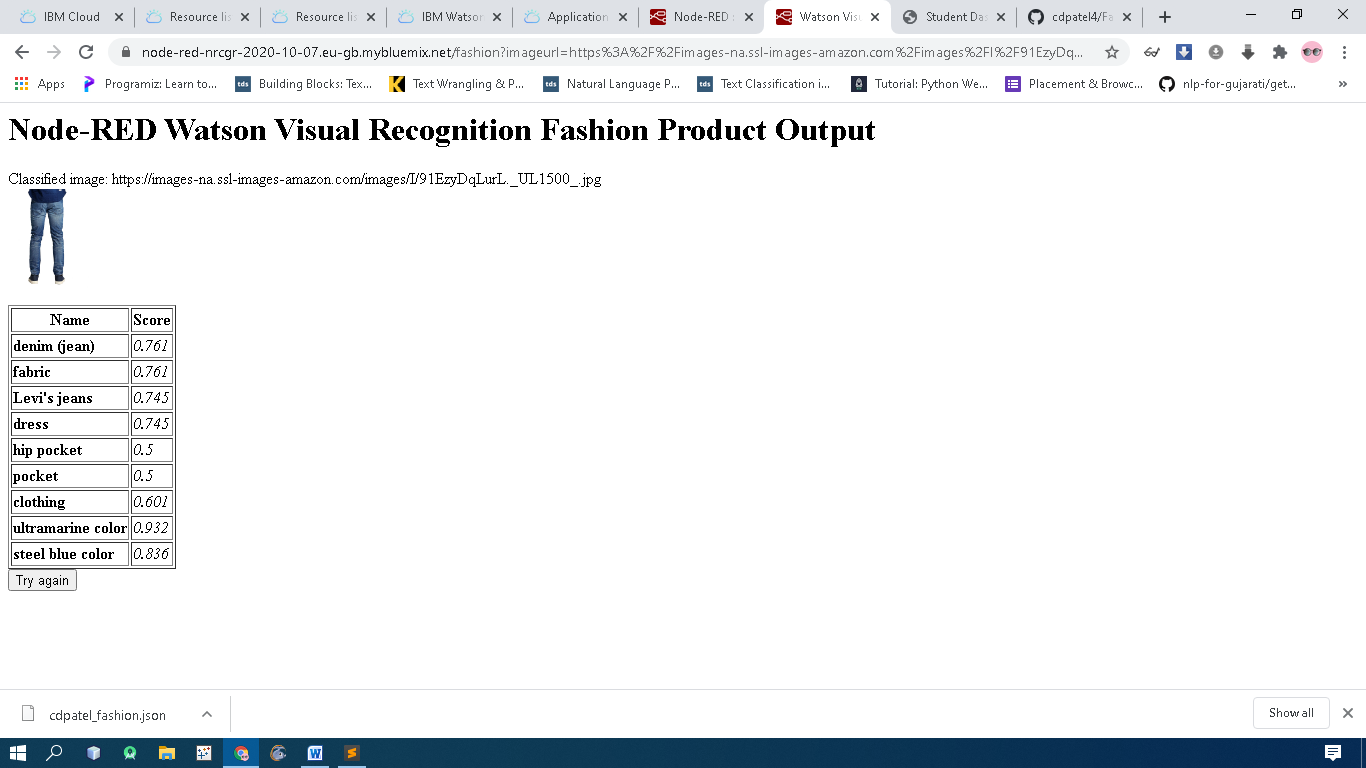 IBM Cloud
Resource lis
Resource lis
IBM Watson
Application
Node-RED :
Watson Visu
Student Das
cdpatel4/Fa
node-red-nrcgr-2020-10-07.eu-gb.mybluemix.net/fashion?imageurl=https%3A%2F%2Fimages-na.ssl-images-amazon.com%2Fimages%2FI%2F91EzyDq...
Apps
Programiz: Learn to...
tds Building Blocks: Tex...
K Text Wrangling & P...
tds Natural Language P...
tds Text Classification i...
Tutorial: Python We...
Placement & Browc...
nlp-for-gujarati/get...
»
Node-RED Watson Visual Recognition Fashion Product Output
Classified image: https://images-na.ssl-images-amazon.com/images/I/91EzyDqLurL._UL1500_.jpg
Name Score
denim (jean) 0.761
fabric 0.761
Levi's jeans 0.745
dress 0.745
hip pocket 0.5
pocket 0.5
clothing 0.601
ultramarine color 0.932
steel blue color 0.836
Try again
cdpatel_fashion.json
Show all